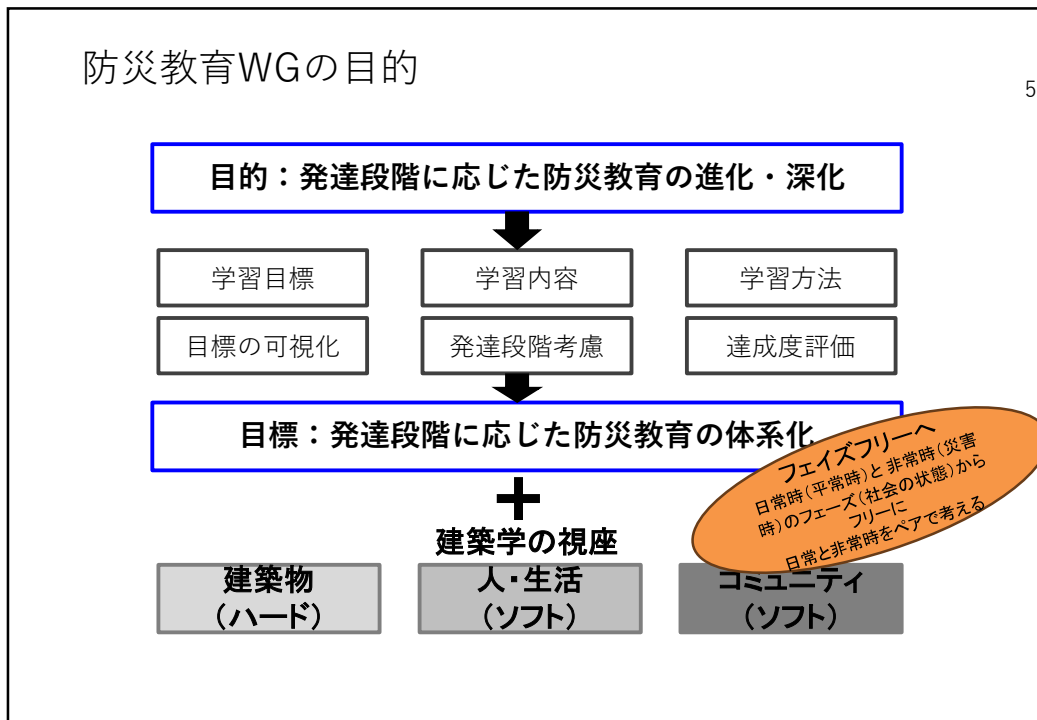 防災教育WGの目的
5
目的：発達段階に応じた防災教育の進化・深化
学習目標
学習内容
学習方法
目標の可視化
発達段階考慮
達成度評価
目標：発達段階に応じた防災教育の体系化
フェイズフリーへ
日常時（平常時）と非常時（災害
時）のフェーズ（社会の状態）から
フリーに
日常と非常時をペアで考える
＋
建築学の視座
建築物
（ハード）
人・生活
（ソフト）
コミュニティ
（ソフト）